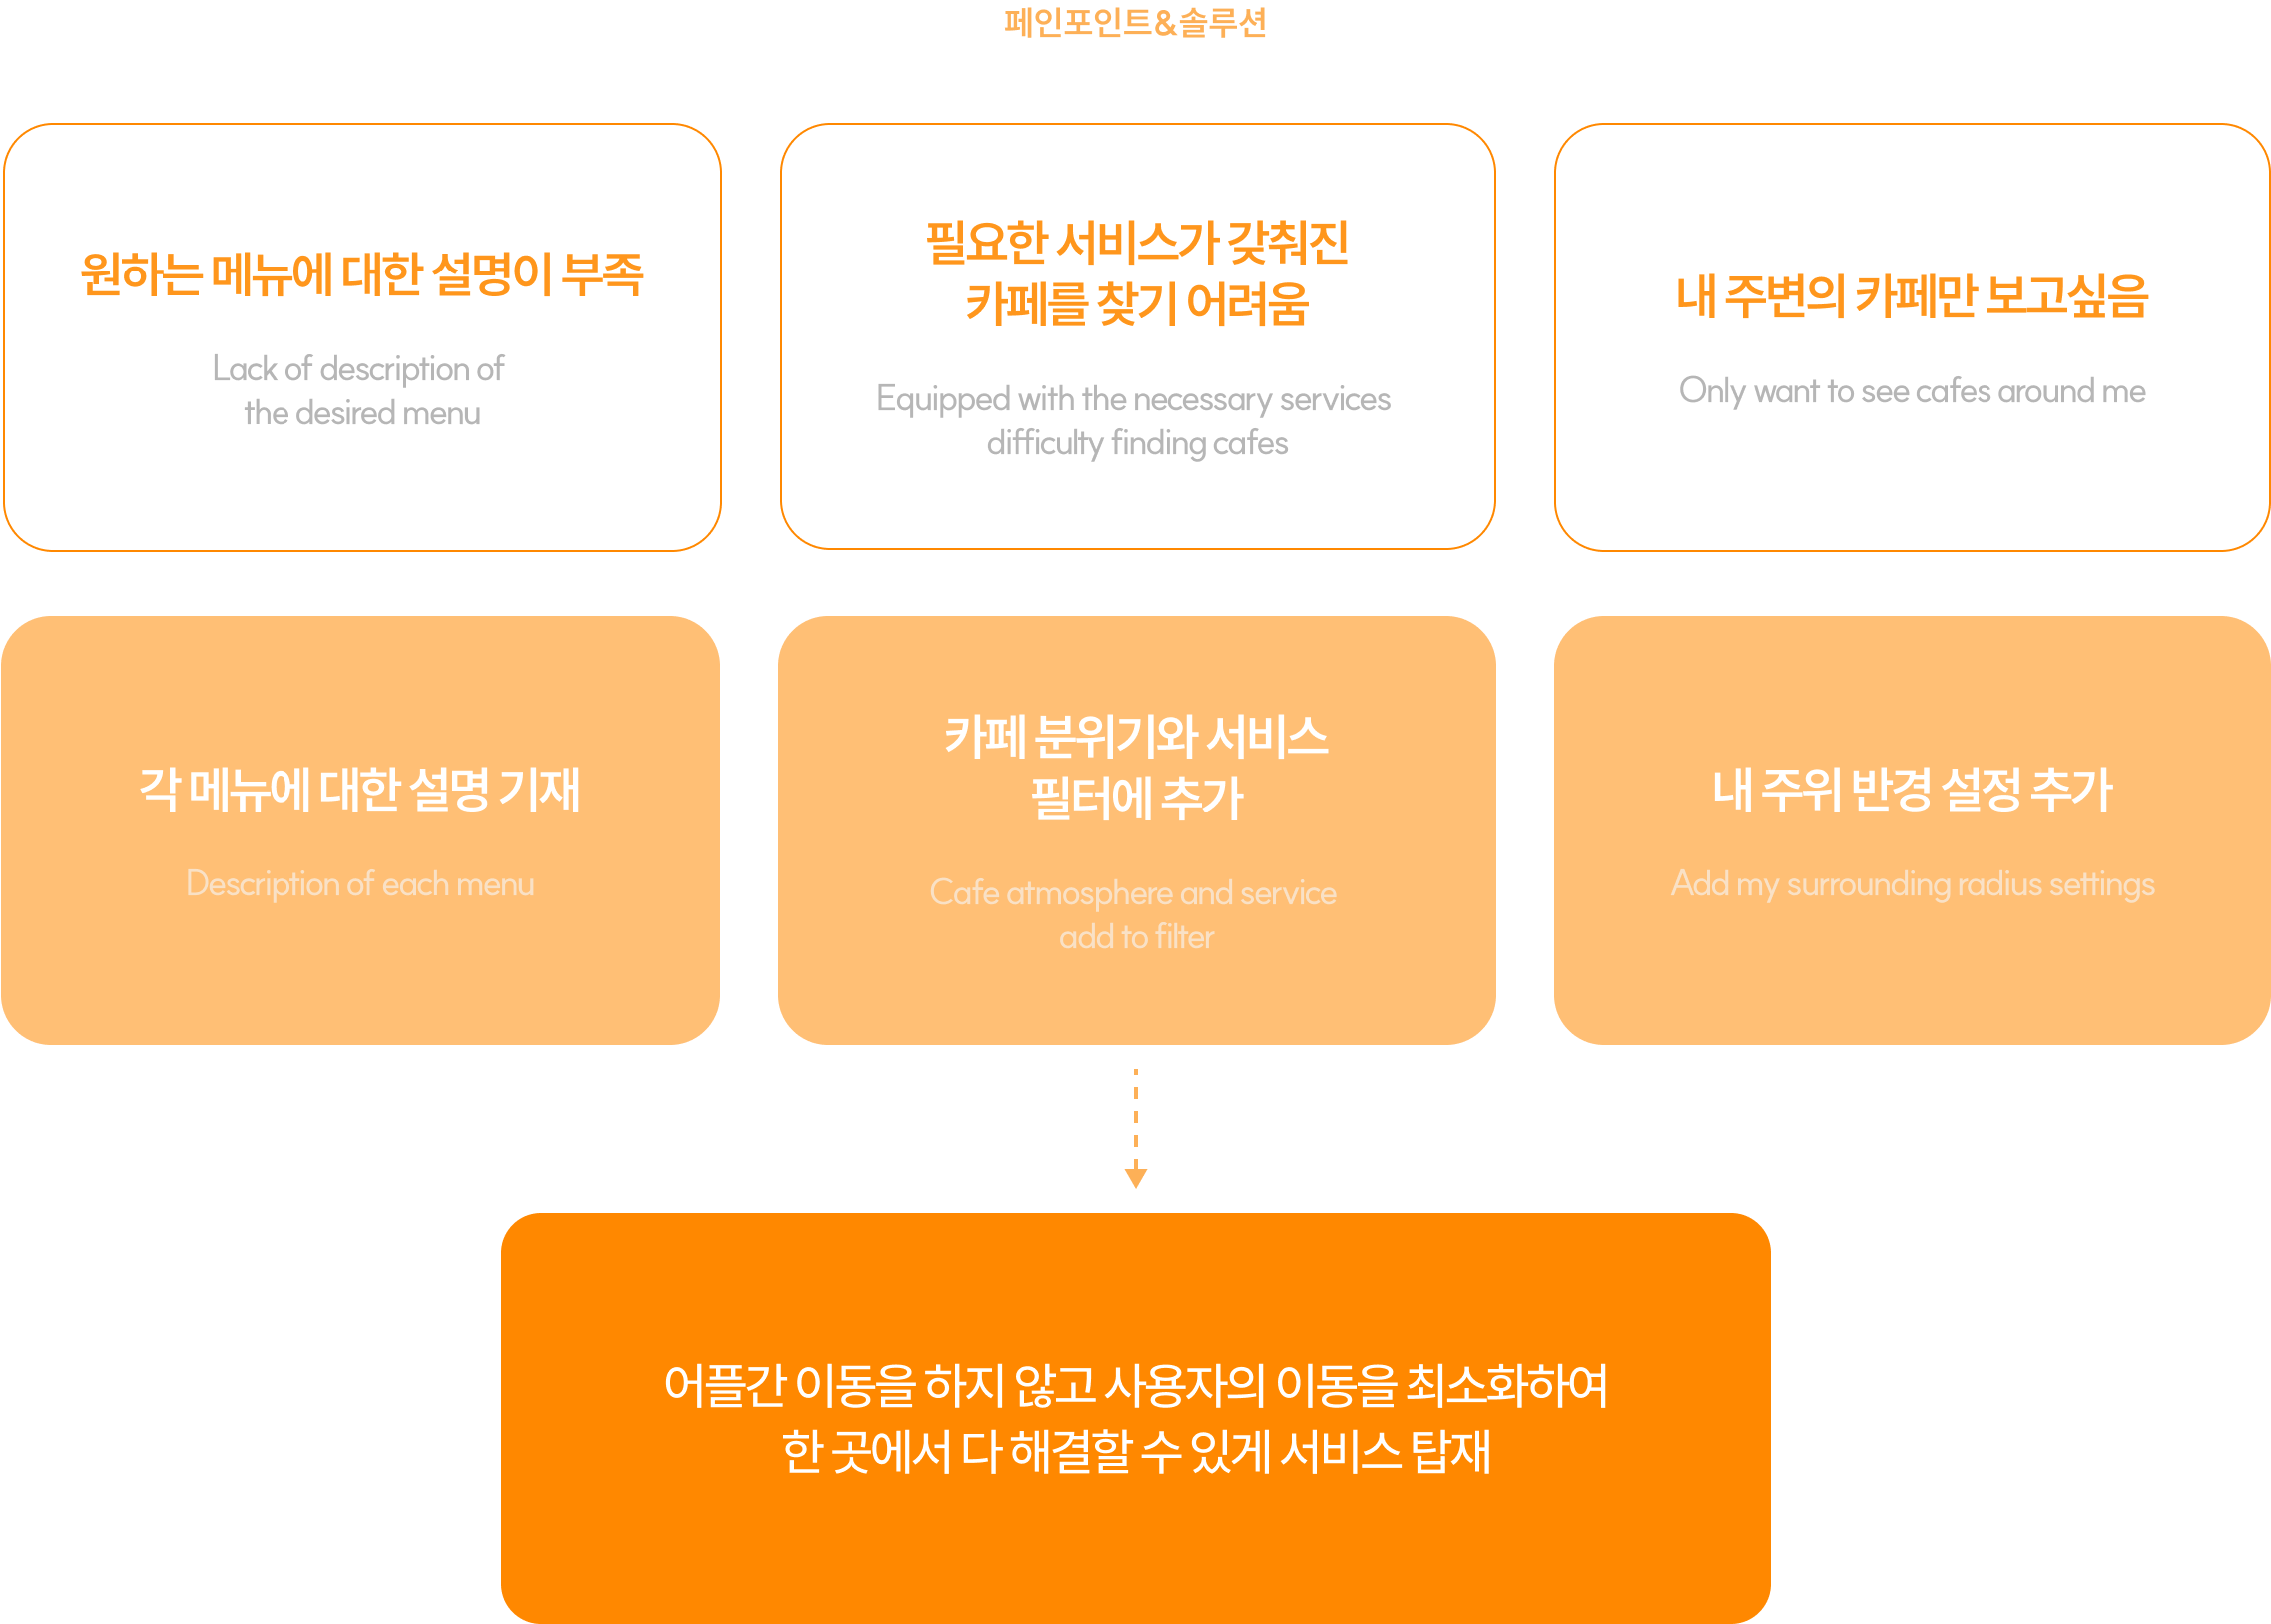 페인포인트&솔루션
원하는 매뉴에 대한 설명이 부족
Lack of description of
the desired menu
필요한 서비스가 갖춰진
카페를찾기 어려움
Equipped with the necessary services
difficulty finding cafes
내 주변의 카페만 보고싶음
Only want to see cafes around me
각 매뉴에 대한 설명 기재
Description of each menu
카페 분위기와 서비스
필터에 추가
Cafe atmosphere and service
add to filter
내 주위 반경 설정 추가
Add my surrounding radius settings
어플간 이동을 하지 않고 사용자의 이동을 최소화하여
한 곳에서 다 해결할 수 있게 서비스 탑재